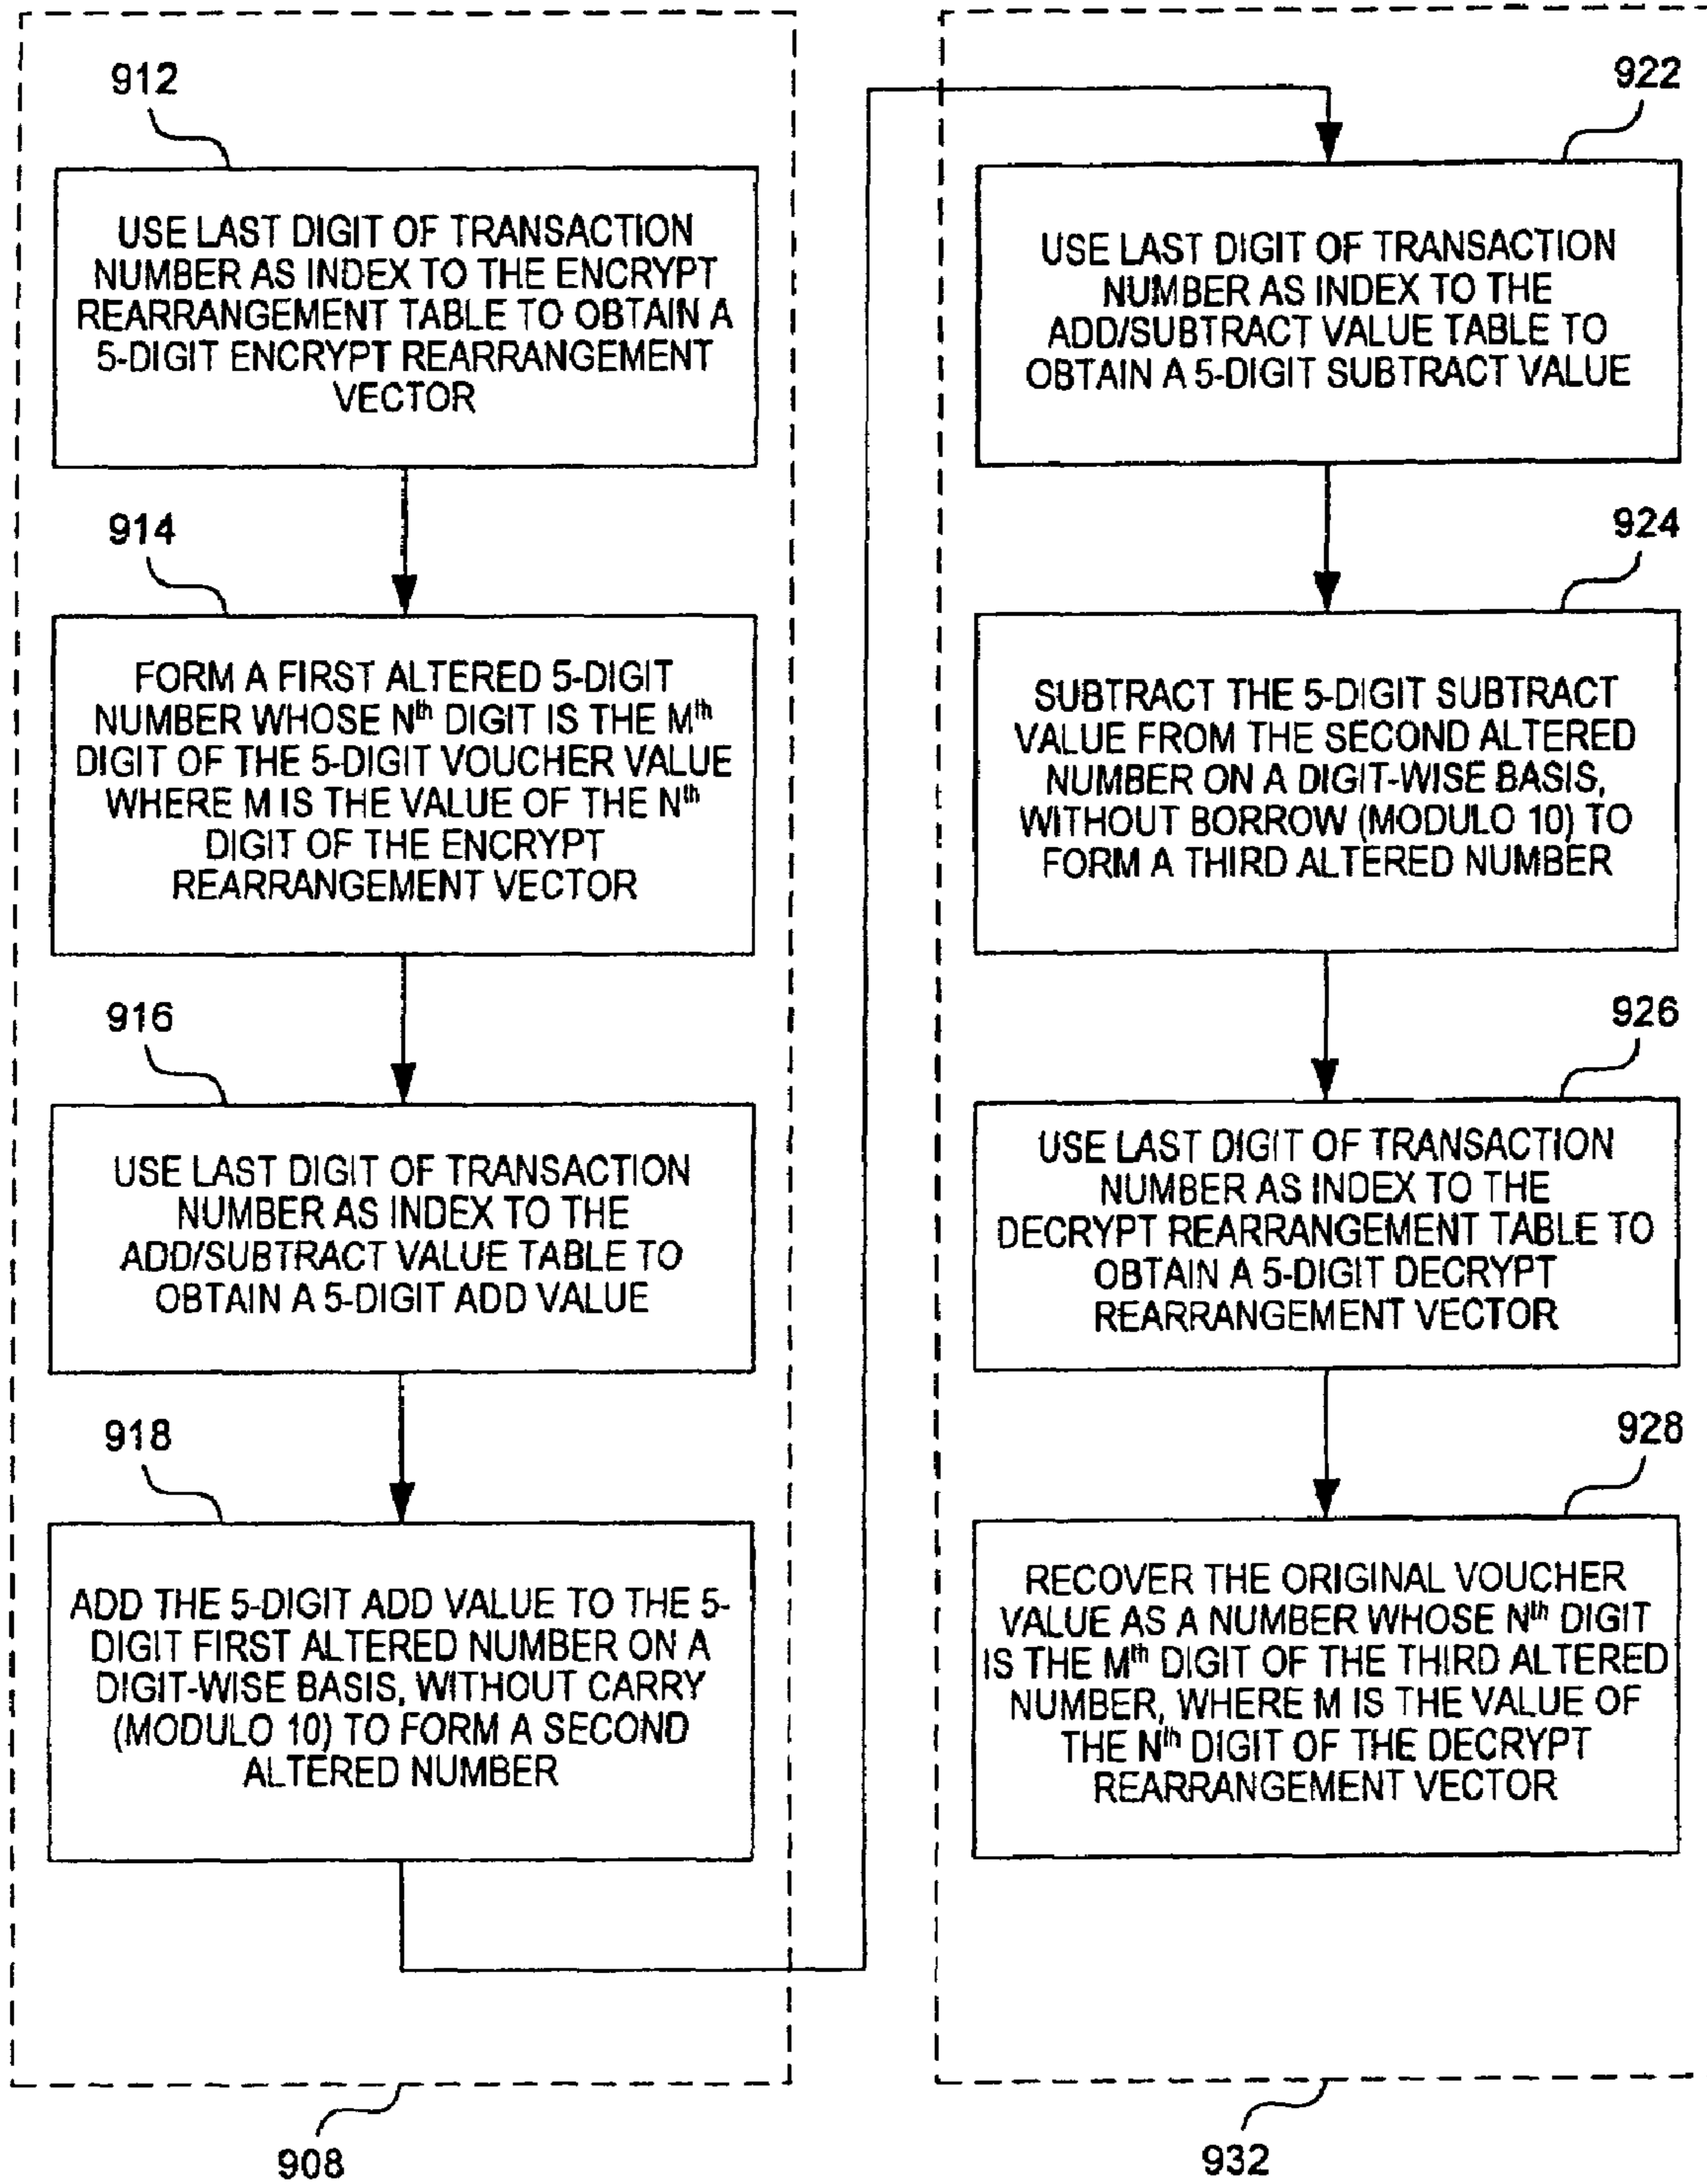 912
USE LAST DIGIT OF TRANSACTION
NUMBER AS INDEX TO THE ENCRYPT
REARRANGEMENT TABLE TO OBTAIN A
5-DIGIT ENCRYPT REARRANGEMENT
VECTOR
914
FORM A FIRST ALTERED 5-DIGIT
NUMBER WHOSE Nth DIGIT IS THE Mth
DIGIT OF THE 5-DIGIT VOUCHER VALUE
WHERE M IS THE VALUE OF THE Nth
DIGIT OF THE ENCRYPT
REARRANGEMENT VECTOR
916
USE LAST DIGIT OF TRANSACTION
NUMBER AS INDEX TO THE
ADD/SUBTRACT VALUE TABLE TO
OBTAIN A 5-DIGIT ADD VALUE
918
ADD THE 5-DIGIT ADD VALUE TO THE 5-
DIGIT FIRST ALTERED NUMBER ON A
DIGIT-WISE BASIS, WITHOUT CARRY
(MODULO 10) TO FORM A SECOND
ALTERED NUMBER
908
922
USE LAST DIGIT OF TRANSACTION
NUMBER AS INDEX TO THE
ADD/SUBTRACT VALUE TABLE TO
OBTAIN A 5-DIGIT SUBTRACT VALUE
924
SUBTRACT THE 5-DIGIT SUBTRACT
VALUE FROM THE SECOND ALTERED
NUMBER ON A DIGIT-WISE BASIS,
WITHOUT BORROW (MODULO 10) TO
FORM A THIRD ALTERED NUMBER
926
USE LAST DIGIT OF TRANSACTION
NUMBER AS INDEX TO THE
DECRYPT REARRANGEMENT TABLE TO
OBTAIN A 5-DIGIT DECRYPT
REARRANGEMENT VECTOR
928
RECOVER THE ORIGINAL VOUCHER
VALUE AS A NUMBER WHOSE Nth DIGIT
IS THE Mth DIGIT OF THE THIRD ALTERED
NUMBER, WHERE M IS THE VALUE OF
THE Nth DIGIT OF THE DECRYPT
REARRANGEMENT VECTOR
932